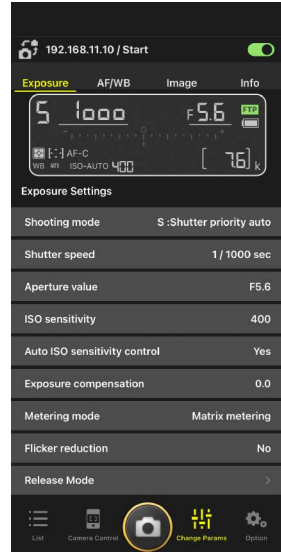 192.168.11.10 / Start
Exposure AF/WB Image Info
S 1000 F5.6 FTP
AF-C [ 7.6] k
WB ISO-AUTO 400
Exposure Settings
Shooting mode S :Shutter priority auto
Shutter speed 1 / 1000 sec
Aperture value F5.6
ISO sensitivity 400
Auto ISO sensitivity control Yes
Exposure compensation 0.0
Metering mode Matrix metering
Flicker reduction No
Release Mode >
List Camera Control Change Params Option